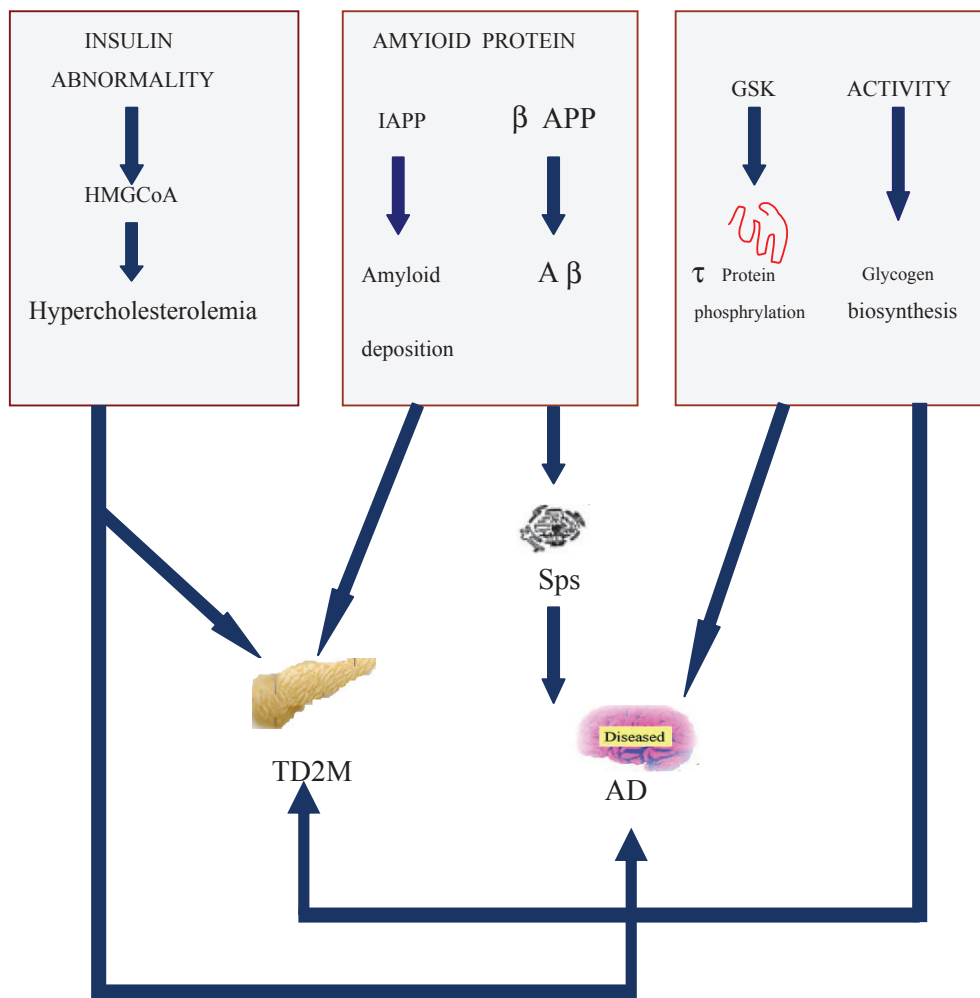 INSULIN
ABNORMALITY
HMGCoA
Hypercholesterolemia
AMYIOID PROTEIN
IAPP
β APP
Amyloid
deposition
A β
GSK
ACTIVITY
τ Protein
phosphrylation
Glycogen
biosynthesis
Sps
Diseased
TD2M
AD